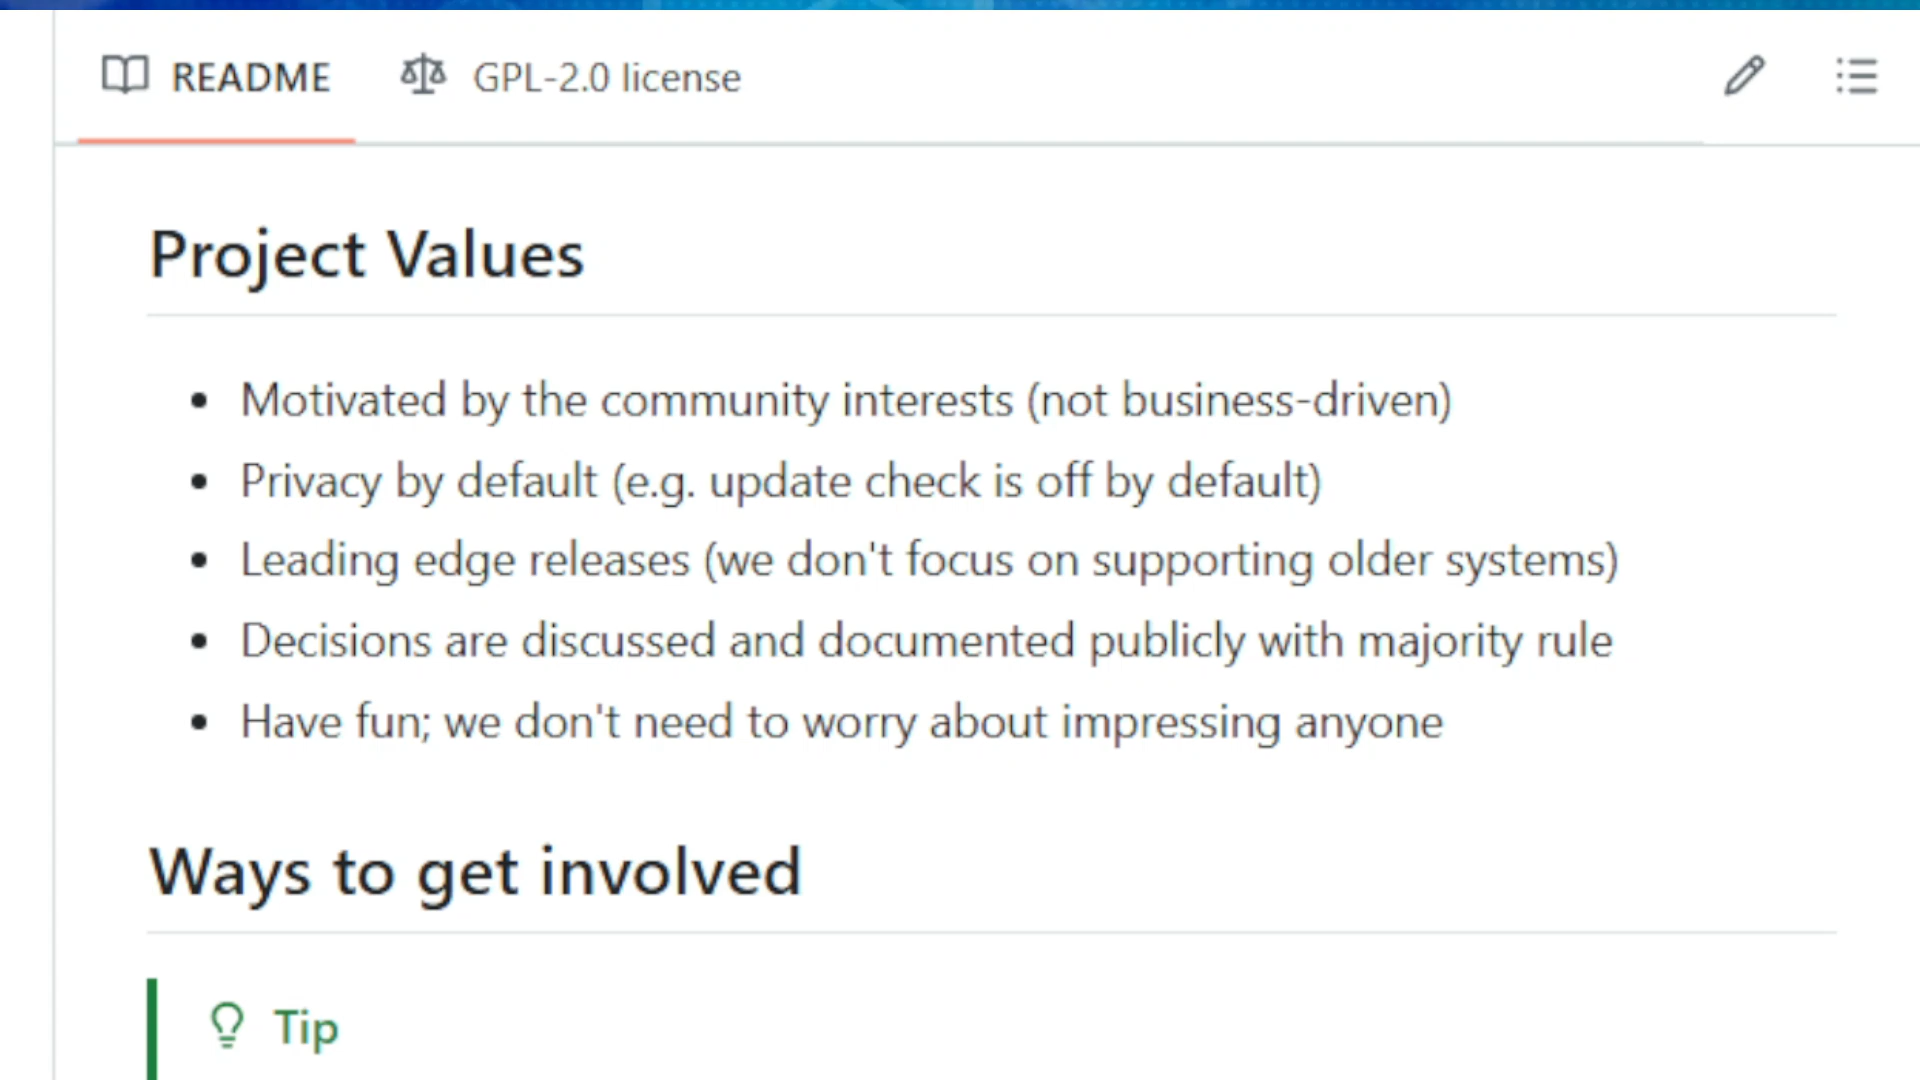 README GPL-2.0 license
Project Values
Motivated by the community interests (not business-driven)
Privacy by default (e.g. update check is off by default)
Leading edge releases (we don't focus on supporting older systems)
Decisions are discussed and documented publicly with majority rule
Have fun; we don't need to worry about impressing anyone
Ways to get involved
Tip